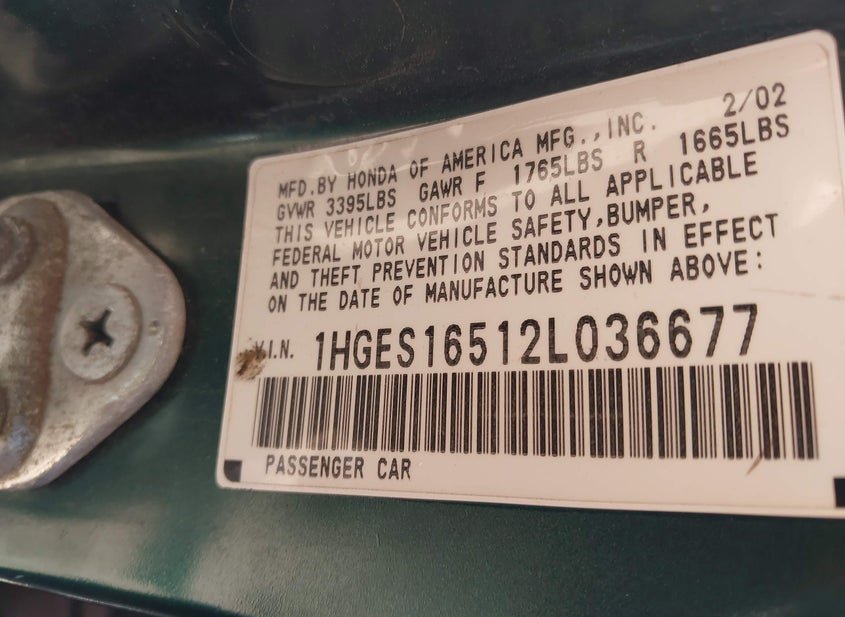 MFD.BY HONDA OF AMERICA MFG.,INC. 2/02
GVWR 3395LBS GAWR F 1765LBS R 1665LBS
THIS VEHICLE CONFORMS TO ALL APPLICABLE
FEDERAL MOTOR VEHICLE SAFETY,BUMPER,
AND THEFT PREVENTION STANDARDS IN EFFECT
ON THE DATE OF MANUFACTURE SHOWN ABOVE:
V.I.N. 1HGES16512L036677
PASSENGER CAR